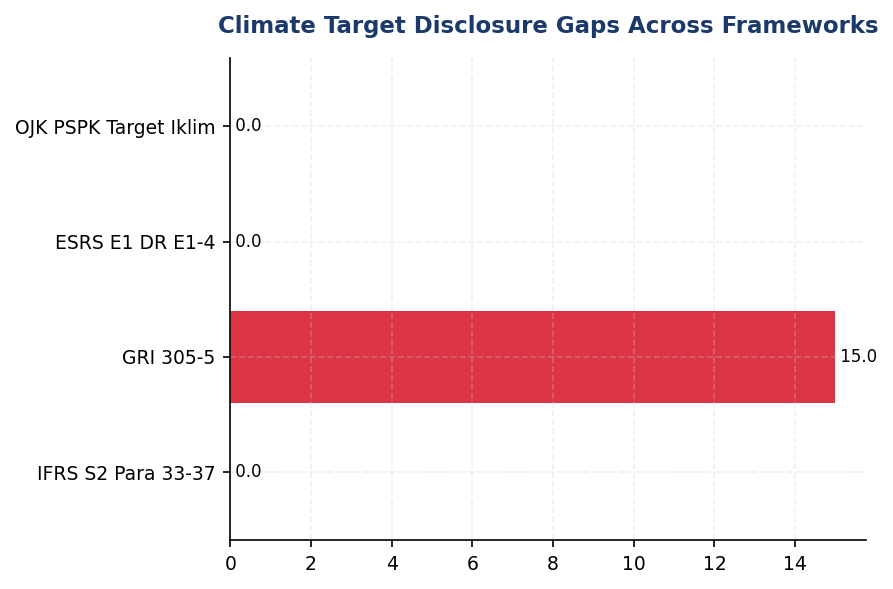 Climate Target Disclosure Gaps Across Frameworks
OJK PSPK Target Iklim
0.0
ESRS E1 DR E1-4
0.0
GRI 305-5
15.0
IFRS S2 Para 33-37
0.0
0 2 4 6 8 10 12 14